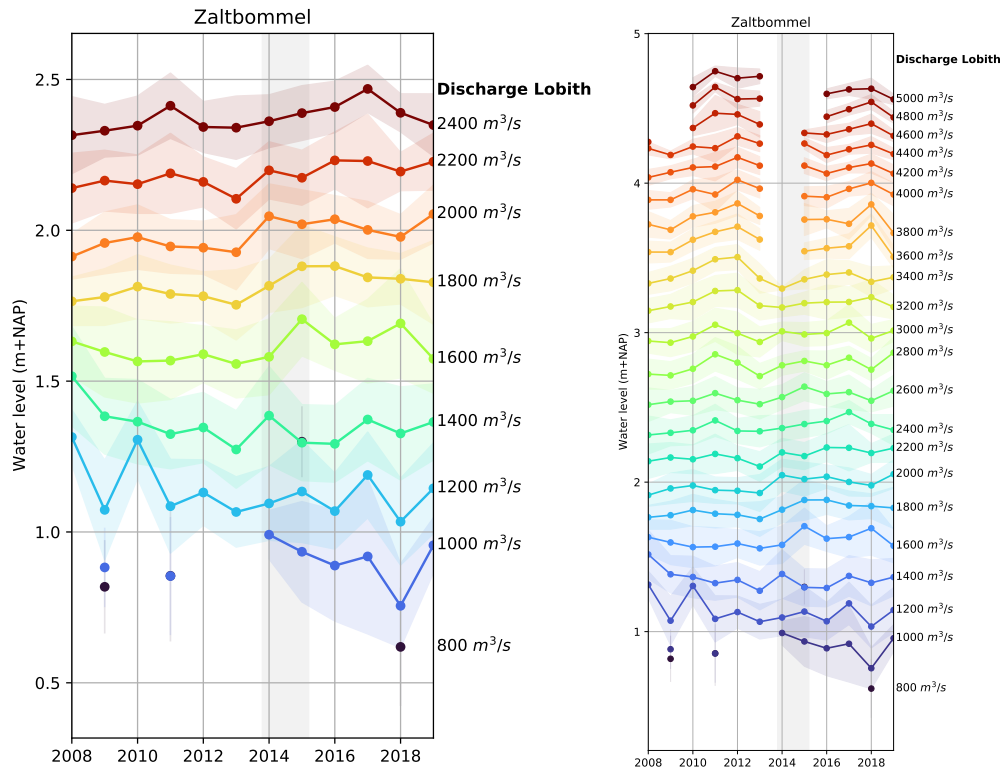 Zaltbommel
Water level (m+NAP)
2.5
2.0
1.5
1.0
0.5
2008
2010
2012
2014
2016
2018
Discharge Lobith
2400 m³/s
2200 m³/s
2000 m³/s
1800 m³/s
1600 m³/s
1400 m³/s
1200 m³/s
1000 m³/s
800 m³/s
Zaltbommel
Water level (m+NAP)
5
4
3
2
1
2008
2010
2012
2014
2016
2018
Discharge Lobith
5000 m³/s
4800 m³/s
4600 m³/s
4400 m³/s
4200 m³/s
4000 m³/s
3800 m³/s
3600 m³/s
3400 m³/s
3200 m³/s
3000 m³/s
2800 m³/s
2600 m³/s
2400 m³/s
2200 m³/s
2000 m³/s
1800 m³/s
1600 m³/s
1400 m³/s
1200 m³/s
1000 m³/s
800 m³/s